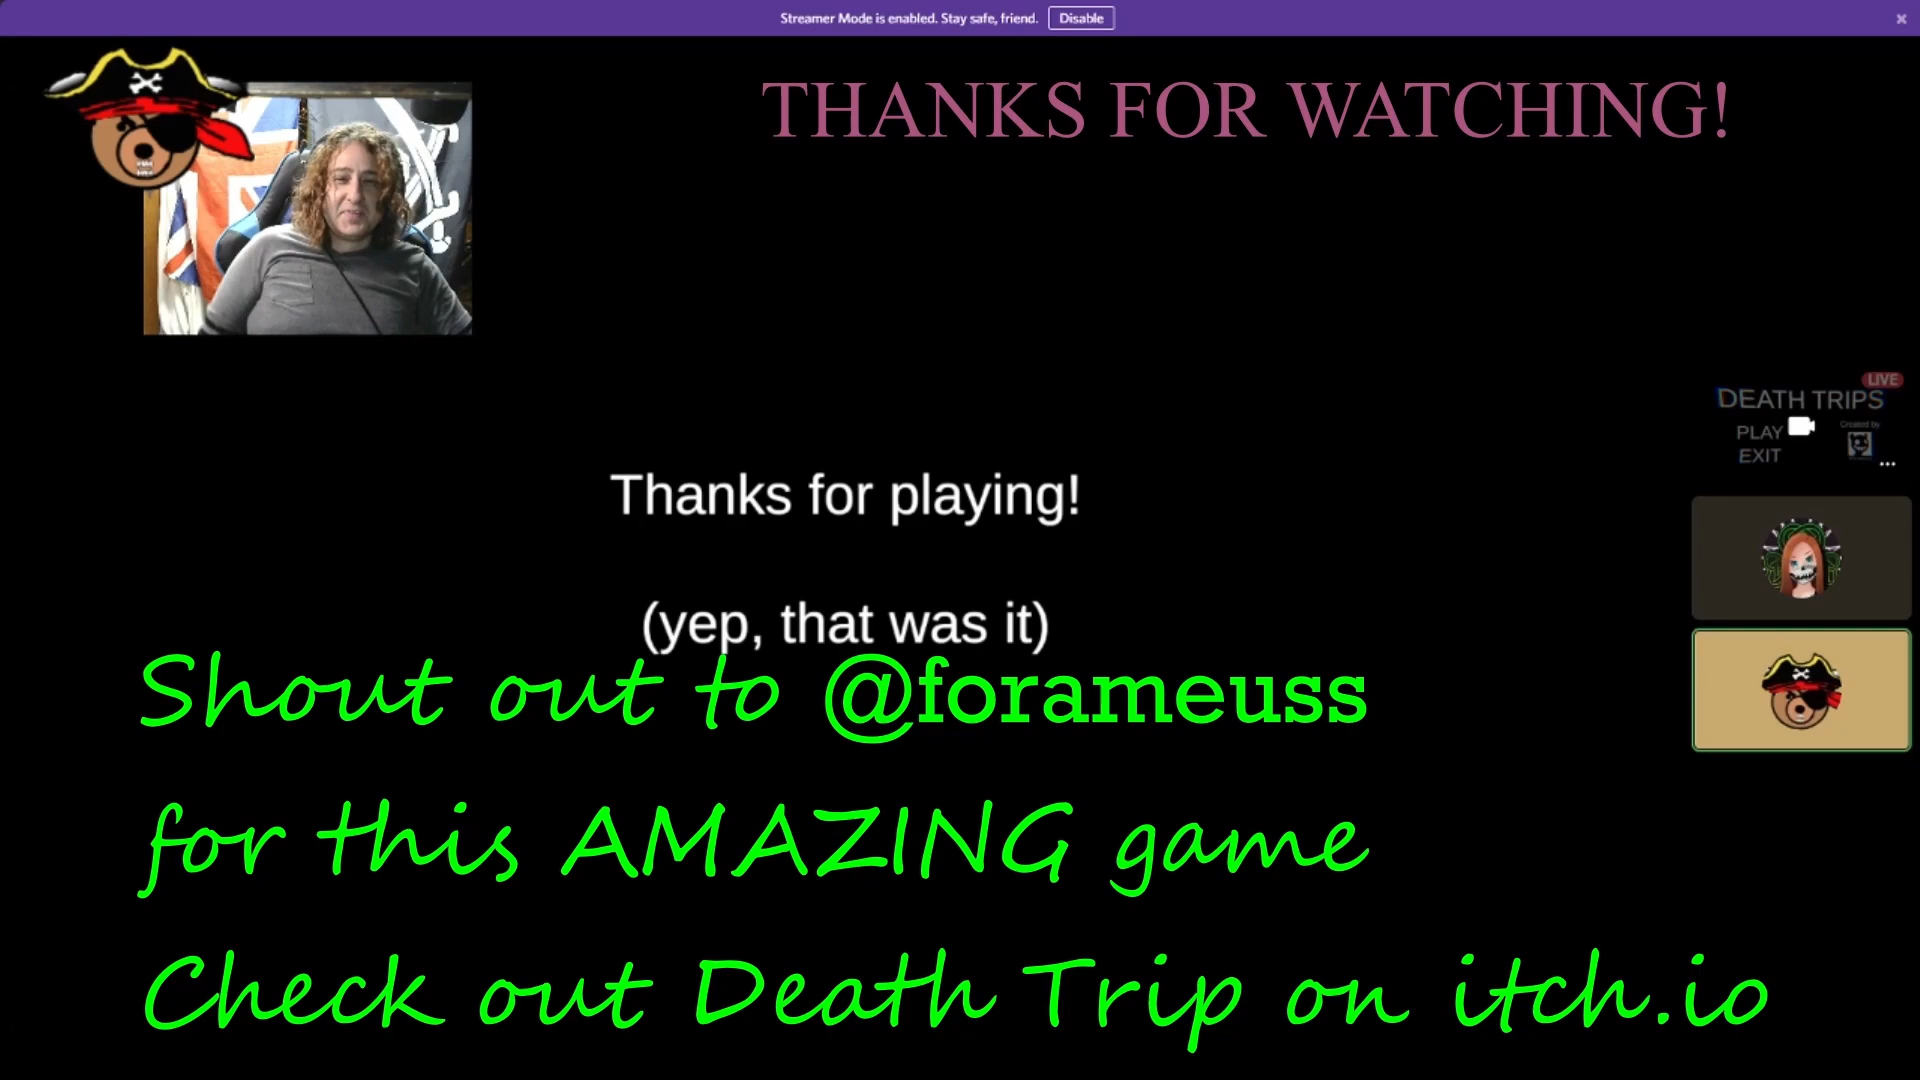 Streamer Mode is enabled. Stay safe, friend. Disable
THANKS FOR WATCHING!
LIVE
DEATH TRIPS
PLAY
Created by
EXIT
Thanks for playing!
(yep, that was it)
Shout out to @forameuss
for this AMAZING game
Check out Death Trip on itch.io